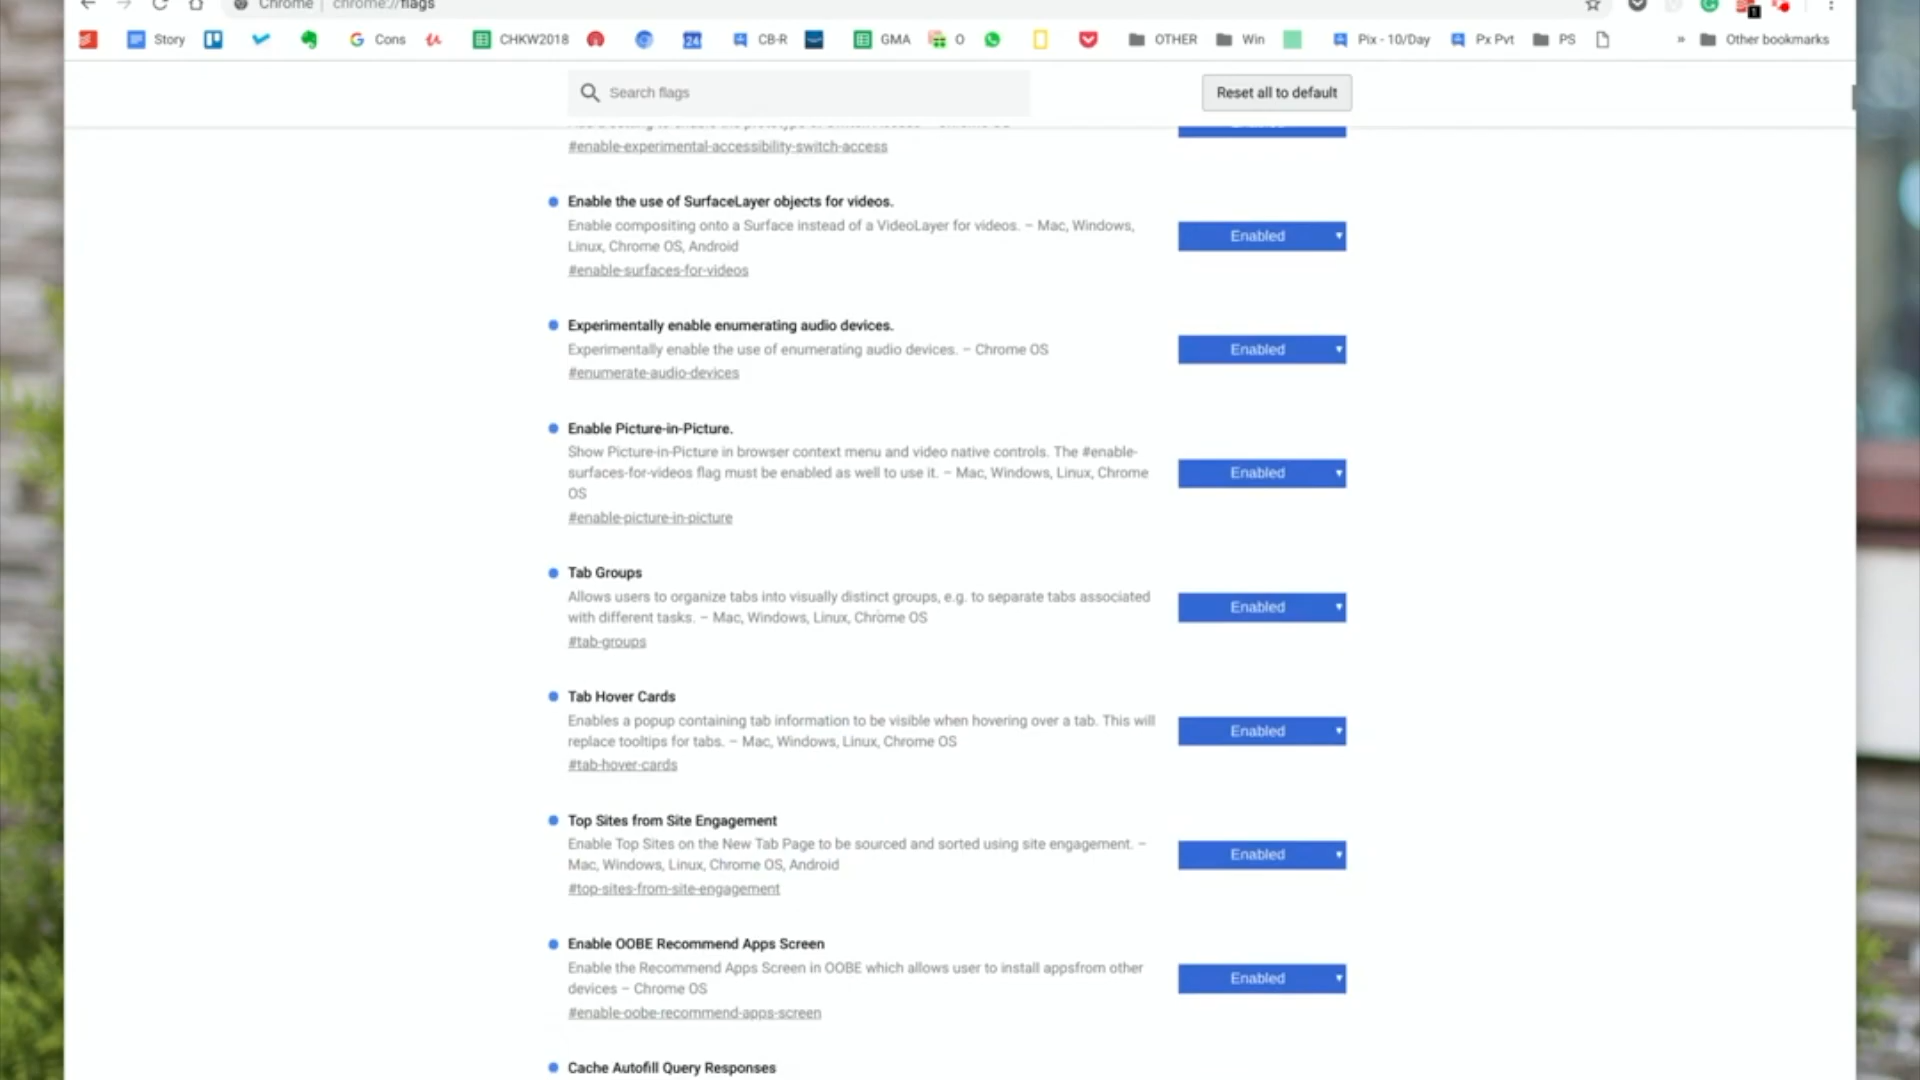 Chrome | chrome://flags
Story
Cons
CHKW2018
24
CB-R
GMA
O
OTHER
Win
Pix - 10/Day
Px Pvt
PS
»
Other bookmarks
Search flags
Reset all to default
#enable-experimental-accessibility-switch-access
Enable the use of SurfaceLayer objects for videos.
Enable compositing onto a Surface instead of a VideoLayer for videos. – Mac, Windows,
Linux, Chrome OS, Android
#enable-surfaces-for-videos
Enabled
Experimentally enable enumerating audio devices.
Experimentally enable the use of enumerating audio devices. – Chrome OS
#enumerate-audio-devices
Enabled
Enable Picture-in-Picture.
Show Picture-in-Picture in browser context menu and video native controls. The #enable-
surfaces-for-videos flag must be enabled as well to use it. – Mac, Windows, Linux, Chrome
OS
#enable-picture-in-picture
Enabled
Tab Groups
Allows users to organize tabs into visually distinct groups, e.g. to separate tabs associated
with different tasks. – Mac, Windows, Linux, Chrome OS
#tab-groups
Enabled
Tab Hover Cards
Enables a popup containing tab information to be visible when hovering over a tab. This will
replace tooltips for tabs. – Mac, Windows, Linux, Chrome OS
#tab-hover-cards
Enabled
Top Sites from Site Engagement
Enable Top Sites on the New Tab Page to be sourced and sorted using site engagement. –
Mac, Windows, Linux, Chrome OS, Android
#top-sites-from-site-engagement
Enabled
Enable OOBE Recommend Apps Screen
Enable the Recommend Apps Screen in OOBE which allows user to install appsfrom other
devices – Chrome OS
#enable-oobe-recommend-apps-screen
Enabled
Cache Autofill Query Responses